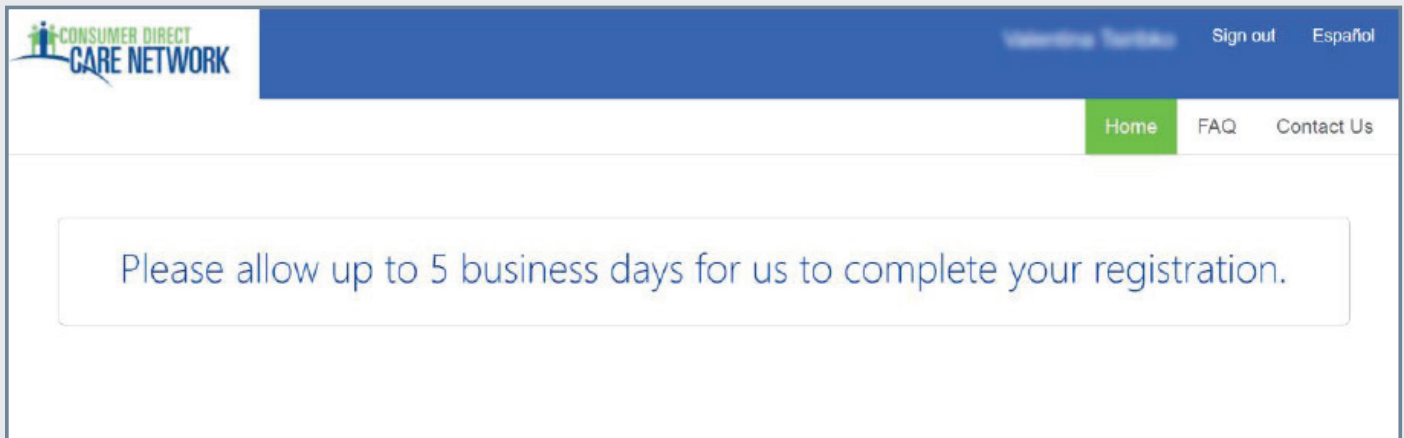 CONSUMER DIRECT
CARE NETWORK
Sign out Español
Home FAQ Contact Us
Please allow up to 5 business days for us to complete your registration.